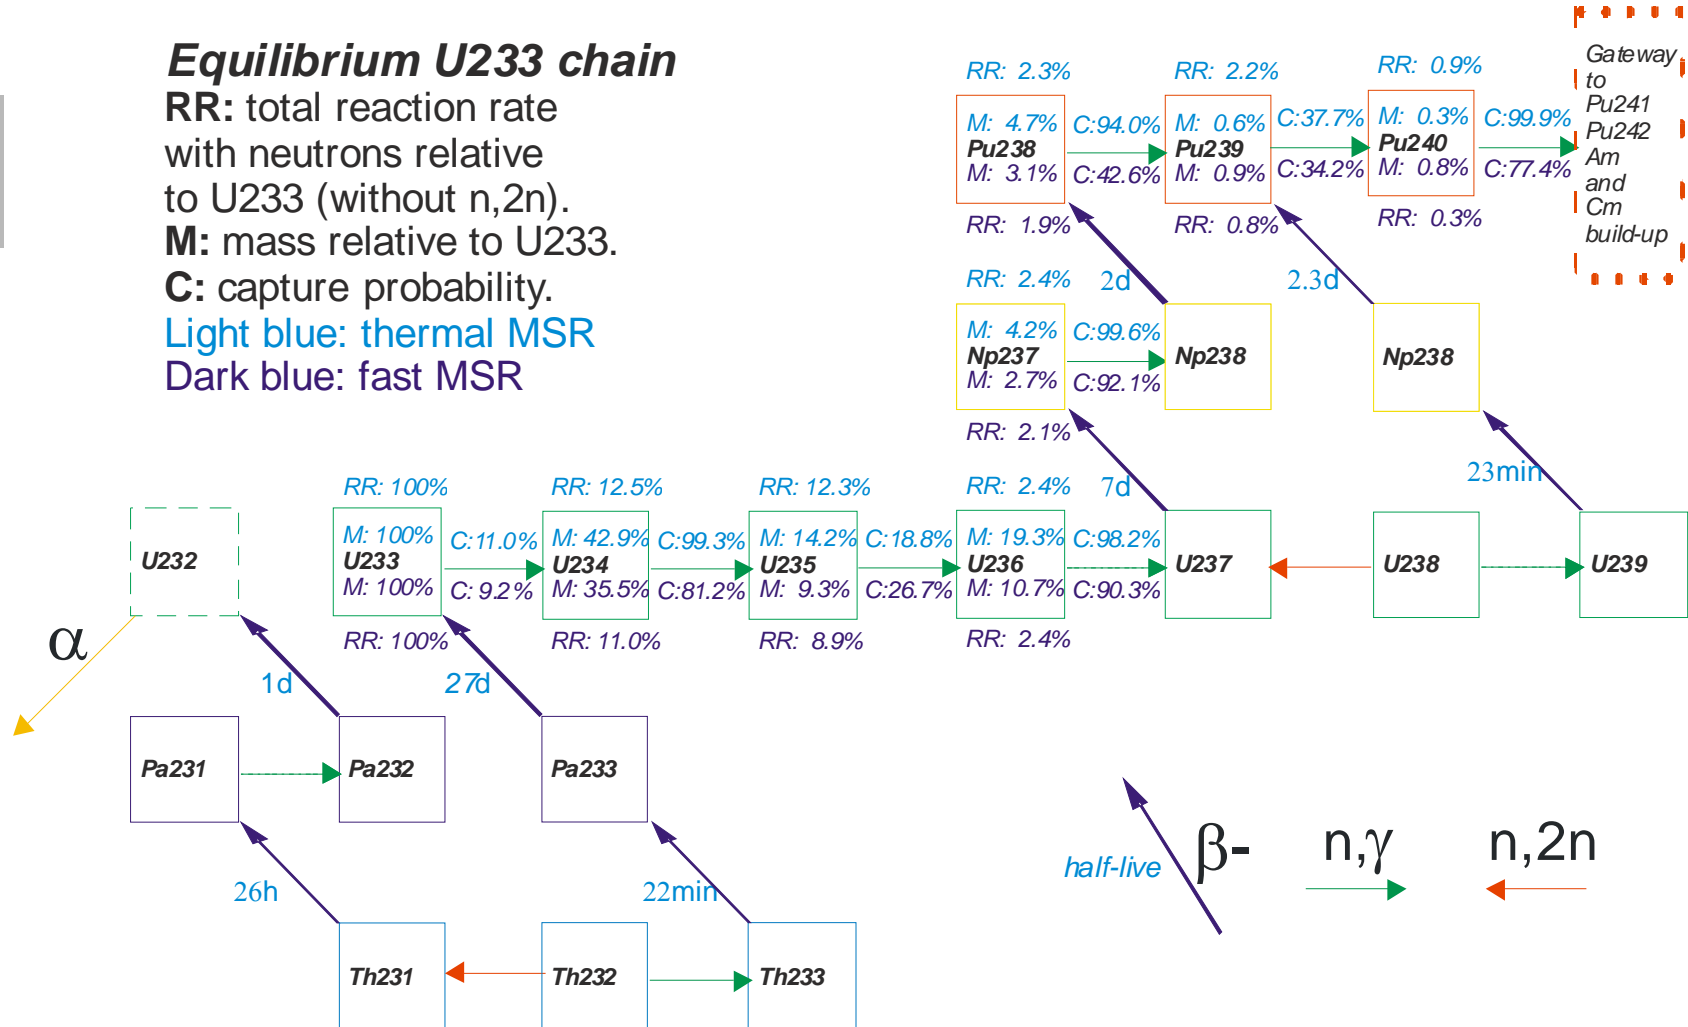 Equilibrium U233 chain
RR: total reaction rate
with neutrons relative
to U233 (without n,2n).
M: mass relative to U233.
C: capture probability.
Light blue: thermal MSR
Dark blue: fast MSR
RR: 2.3%
RR: 2.2%
RR: 0.9%
M: 4.7%
Pu238
M: 3.1%
C:94.0%
C:42.6%
M: 0.6%
Pu239
M: 0.9%
C:37.7%
C:34.2%
M: 0.3%
Pu240
M: 0.8%
C:99.9%
C:77.4%
RR: 1.9%
RR: 0.8%
RR: 0.3%
Gateway
to
Pu241
Pu242
Am
and
Cm
build-up
2d
2.3d
RR: 2.4%
M: 4.2%
Np237
M: 2.7%
C:99.6%
C:92.1%
Np238
Np238
RR: 2.1%
7d
23min
RR: 100%
RR: 12.5%
RR: 12.3%
RR: 2.4%
U232
M: 100%
U233
M: 100%
C:11.0%
C: 9.2%
M: 42.9%
U234
M: 35.5%
C:99.3%
C:81.2%
M: 14.2%
U235
M: 9.3%
C:18.8%
C:26.7%
M: 19.3%
U236
M: 10.7%
C:98.2%
C:90.3%
U237
U238
U239
RR: 100%
RR: 11.0%
RR: 8.9%
RR: 2.4%
α
1d
27d
Pa231
Pa232
Pa233
26h
22min
Th231
Th232
Th233
half-live
β-
n,γ
n,2n